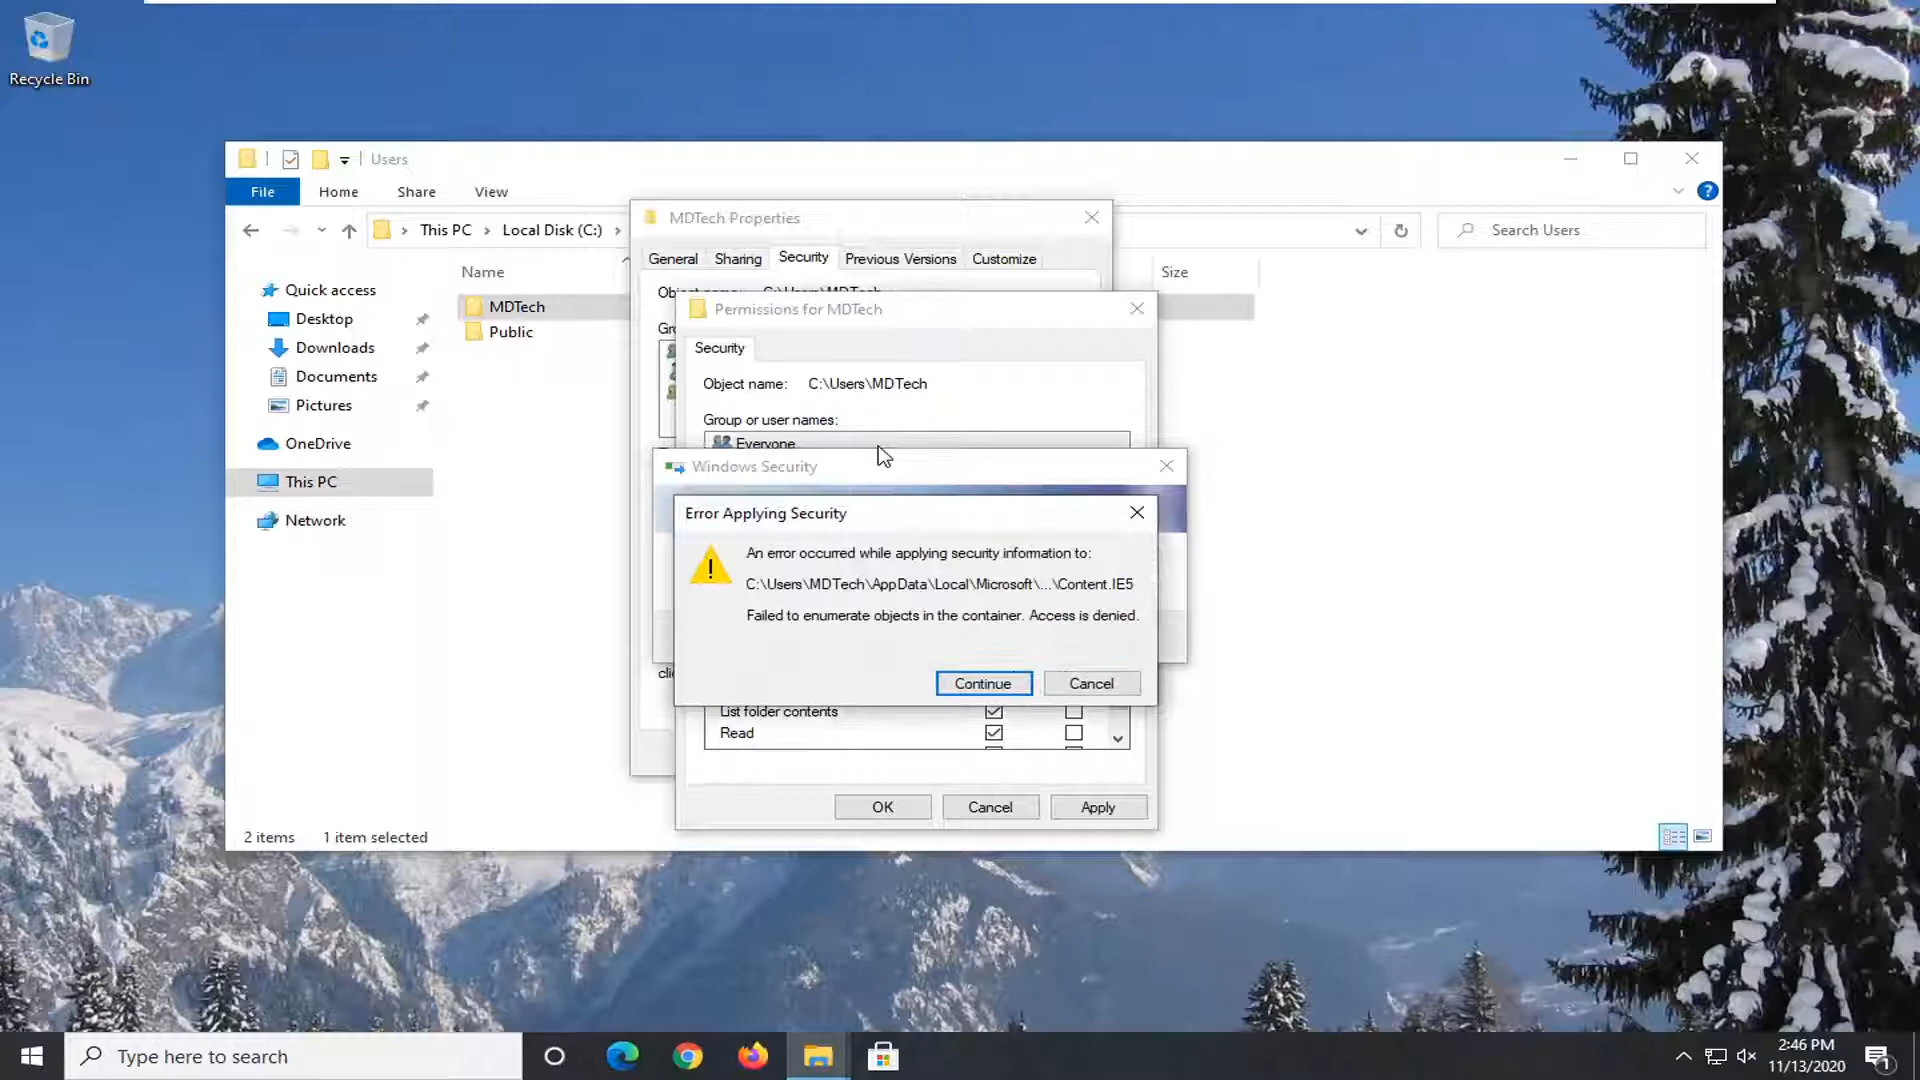 Recycle Bin
Users
File
Home
Share
View
This PC
Local Disk (C:)
Search Users
Quick access
Desktop
Downloads
Documents
Pictures
OneDrive
This PC
Network
Name
Size
MDTech
Public
MDTech Properties
General
Sharing
Security
Previous Versions
Customize
Permissions for MDTech
Security
Object name: C:\Users\MDTech
Group or user names:
Everyone
Windows Security
Error Applying Security
An error occurred while applying security information to:
C:\Users\MDTech\AppData\Local\Microsoft\...\Content.IE5
Failed to enumerate objects in the container. Access is denied.
Continue
Cancel
List folder contents
Read
OK
Cancel
Apply
2 items
1 item selected
Type here to search
2:46 PM
11/13/2020
1